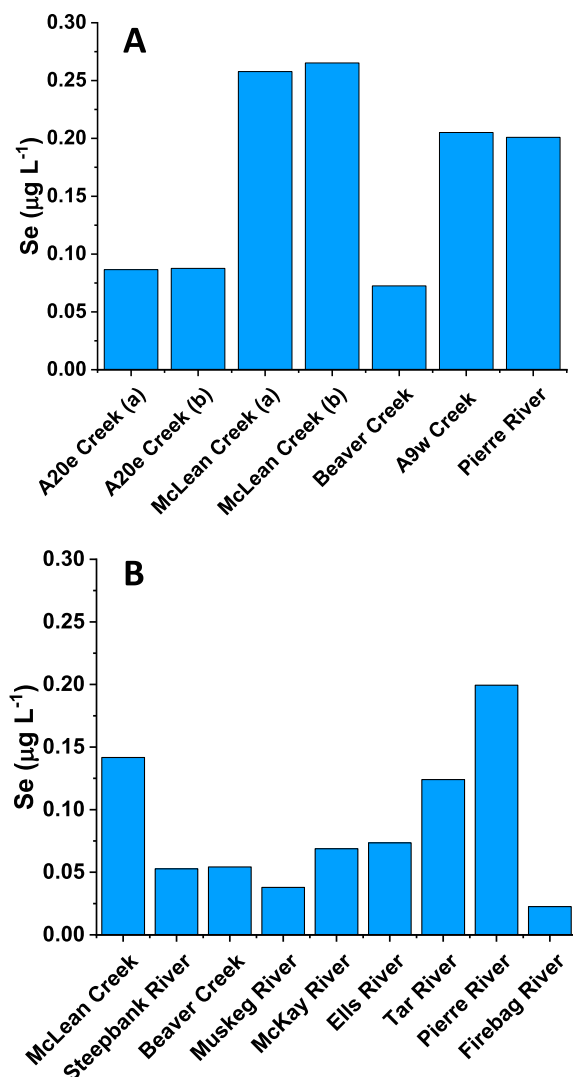 A
0.30
0.25
0.20
0.15
0.10
0.05
0.00
Se (μg L⁻¹)
A20e Creek (a)
A20e Creek (b)
McLean Creek (a)
McLean Creek (b)
Beaver Creek
A9w Creek
Pierre River
B
0.30
0.25
0.20
0.15
0.10
0.05
0.00
Se (μg L⁻¹)
McLean Creek
Steepbank River
Beaver Creek
Muskeg River
McKay River
Ells River
Tar River
Pierre River
Firebag River